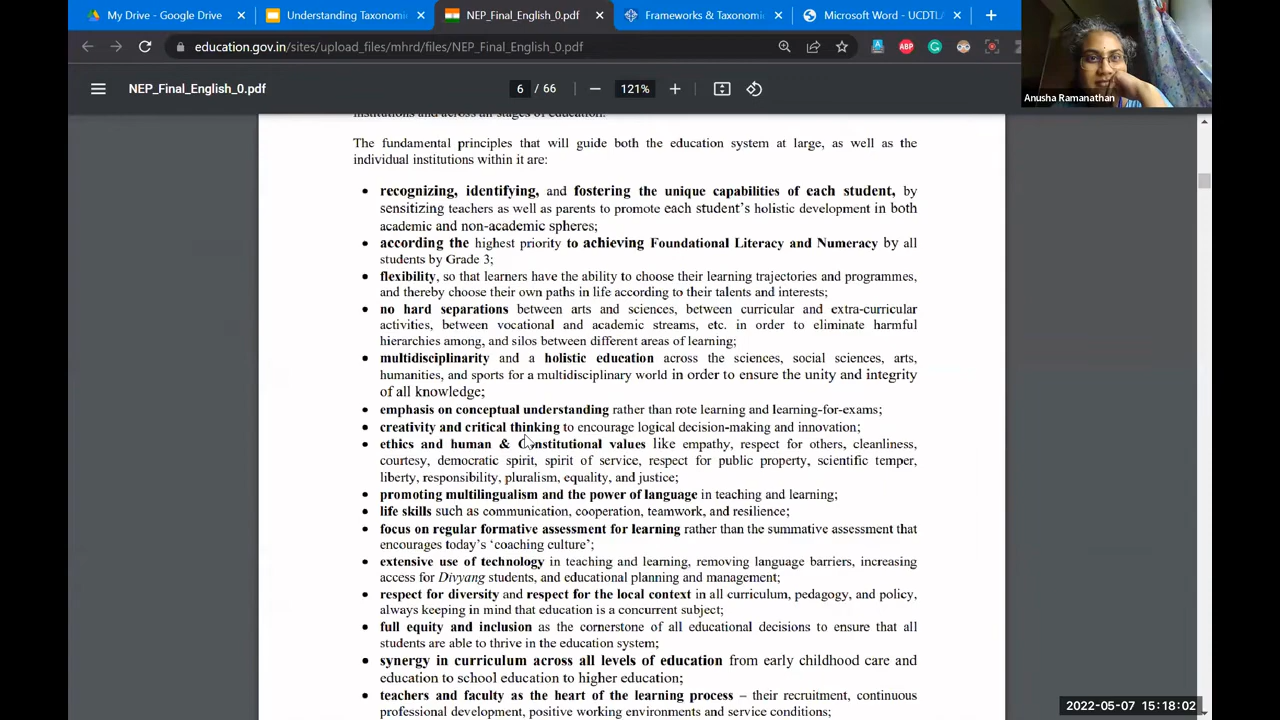 My Drive - Google Drive
Understanding Taxonomi
NEP_Final_English_0.pdf
Frameworks & Taxonomi
Microsoft Word - UCDTLA
education.gov.in/sites/upload_files/mhrd/files/NEP_Final_English_0.pdf
ABP
NEP_Final_English_0.pdf
6 / 66
121%
Anusha Ramanathan
institutions and across all stages of education.
The fundamental principles that will guide both the education system at large, as well as the
individual institutions within it are:
• recognizing, identifying, and fostering the unique capabilities of each student, by
sensitizing teachers as well as parents to promote each student's holistic development in both
academic and non-academic spheres;
• according the highest priority to achieving Foundational Literacy and Numeracy by all
students by Grade 3;
• flexibility, so that learners have the ability to choose their learning trajectories and programmes,
and thereby choose their own paths in life according to their talents and interests;
• no hard separations between arts and sciences, between curricular and extra-curricular
activities, between vocational and academic streams, etc. in order to eliminate harmful
hierarchies among, and silos between different areas of learning;
• multidisciplinarity and a holistic education across the sciences, social sciences, arts,
humanities, and sports for a multidisciplinary world in order to ensure the unity and integrity
of all knowledge;
• emphasis on conceptual understanding rather than rote learning and learning-for-exams;
• creativity and critical thinking to encourage logical decision-making and innovation;
• ethics and human & Constitutional values like empathy, respect for others, cleanliness,
courtesy, democratic spirit, spirit of service, respect for public property, scientific temper,
liberty, responsibility, pluralism, equality, and justice;
• promoting multilingualism and the power of language in teaching and learning;
• life skills such as communication, cooperation, teamwork, and resilience;
• focus on regular formative assessment for learning rather than the summative assessment that
encourages today's 'coaching culture';
• extensive use of technology in teaching and learning, removing language barriers, increasing
access for Divyang students, and educational planning and management;
• respect for diversity and respect for the local context in all curriculum, pedagogy, and policy,
always keeping in mind that education is a concurrent subject;
• full equity and inclusion as the cornerstone of all educational decisions to ensure that all
students are able to thrive in the education system;
• synergy in curriculum across all levels of education from early childhood care and
education to school education to higher education;
• teachers and faculty as the heart of the learning process – their recruitment, continuous
professional development, positive working environments and service conditions;
2022-05-07 15:18:02